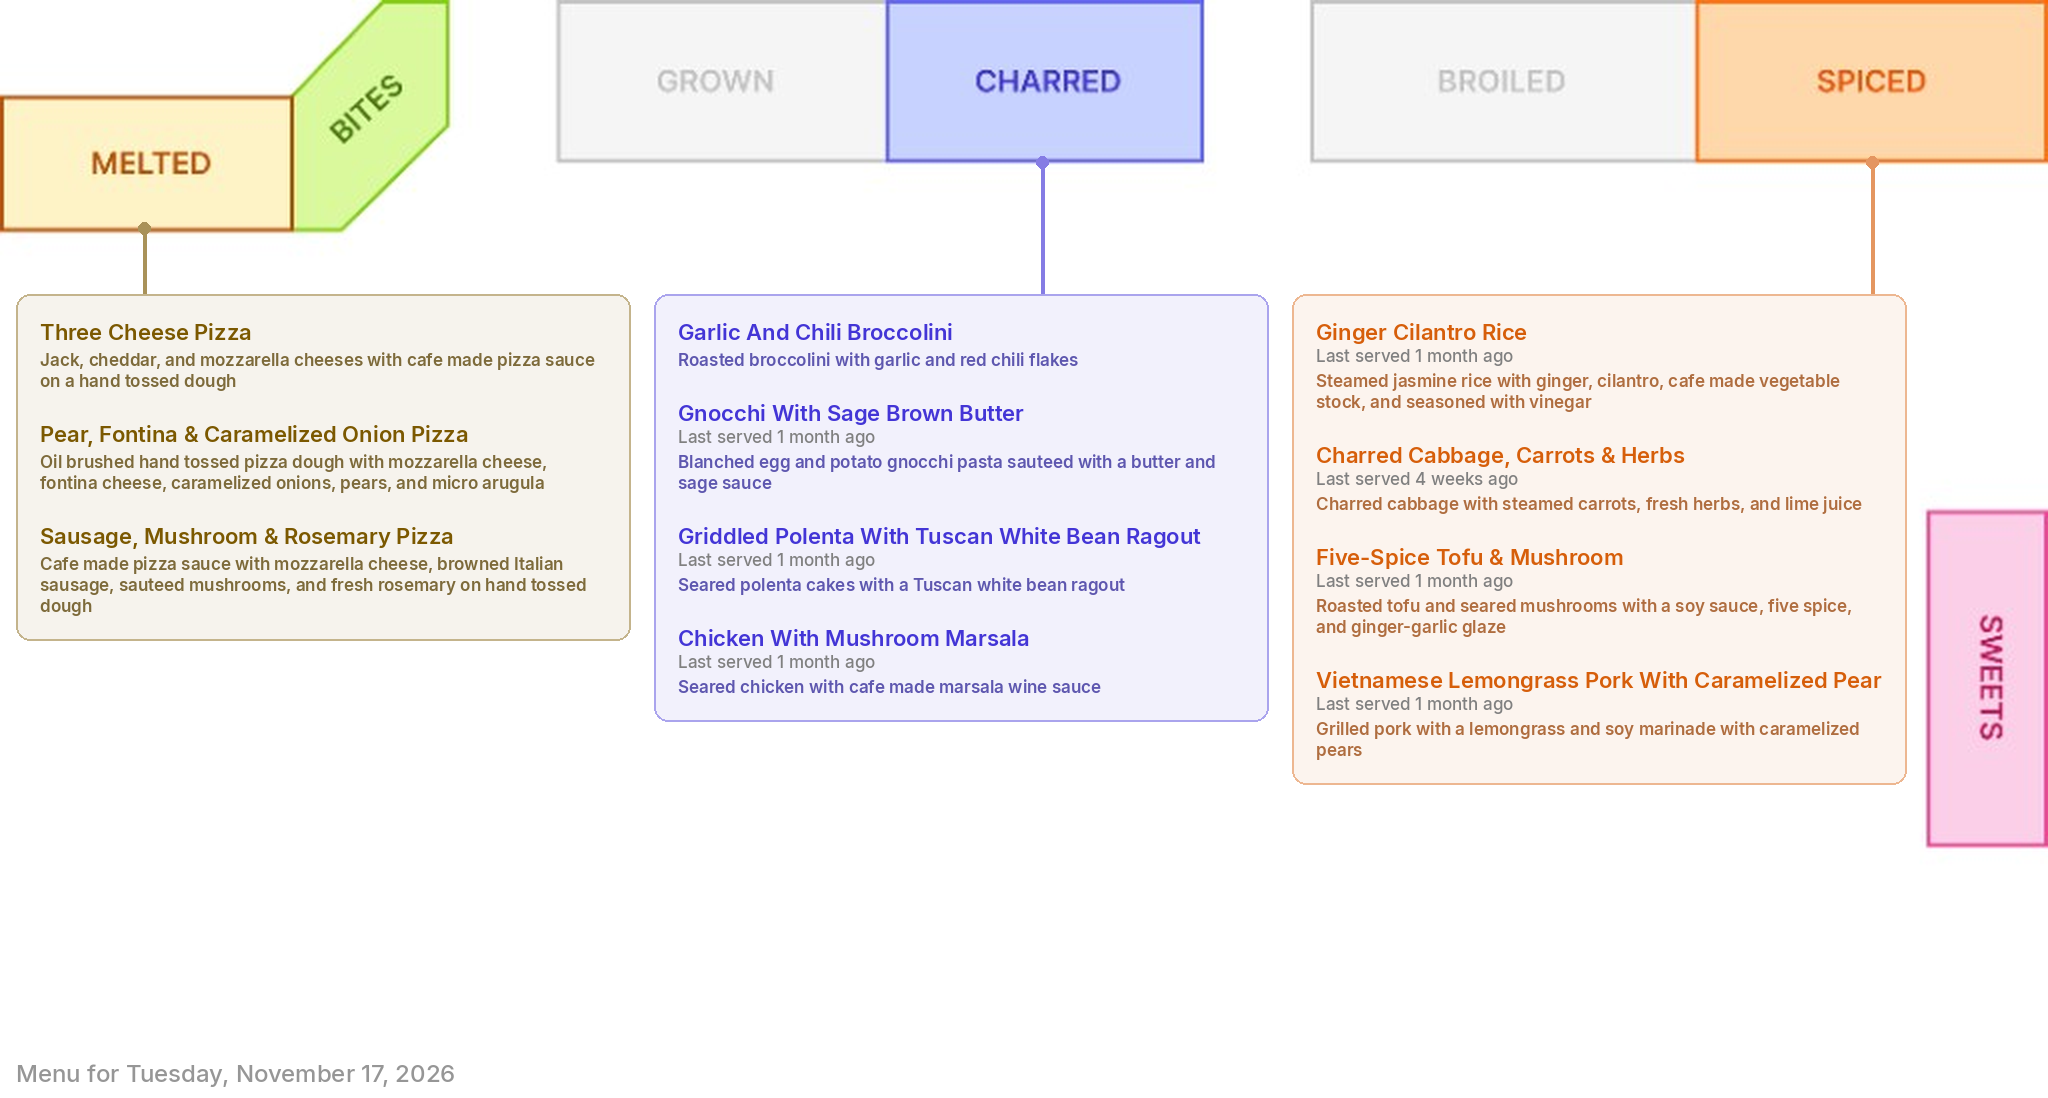 MELTED
BITES
GROWN
CHARRED
BROILED
SPICED
Three Cheese Pizza
Jack, cheddar, and mozzarella cheeses with cafe made pizza sauce
on a hand tossed dough
Pear, Fontina & Caramelized Onion Pizza
Oil brushed hand tossed pizza dough with mozzarella cheese,
fontina cheese, caramelized onions, pears, and micro arugula
Sausage, Mushroom & Rosemary Pizza
Cafe made pizza sauce with mozzarella cheese, browned Italian
sausage, sauteed mushrooms, and fresh rosemary on hand tossed
dough
Garlic And Chili Broccolini
Roasted broccolini with garlic and red chili flakes
Gnocchi With Sage Brown Butter
Last served 1 month ago
Blanched egg and potato gnocchi pasta sauteed with a butter and
sage sauce
Griddled Polenta With Tuscan White Bean Ragout
Last served 1 month ago
Seared polenta cakes with a Tuscan white bean ragout
Chicken With Mushroom Marsala
Last served 1 month ago
Seared chicken with cafe made marsala wine sauce
Ginger Cilantro Rice
Last served 1 month ago
Steamed jasmine rice with ginger, cilantro, cafe made vegetable
stock, and seasoned with vinegar
Charred Cabbage, Carrots & Herbs
Last served 4 weeks ago
Charred cabbage with steamed carrots, fresh herbs, and lime juice
Five-Spice Tofu & Mushroom
Last served 1 month ago
Roasted tofu and seared mushrooms with a soy sauce, five spice,
and ginger-garlic glaze
Vietnamese Lemongrass Pork With Caramelized Pear
Last served 1 month ago
Grilled pork with a lemongrass and soy marinade with caramelized
pears
SWEETS
Menu for Tuesday, November 17, 2026